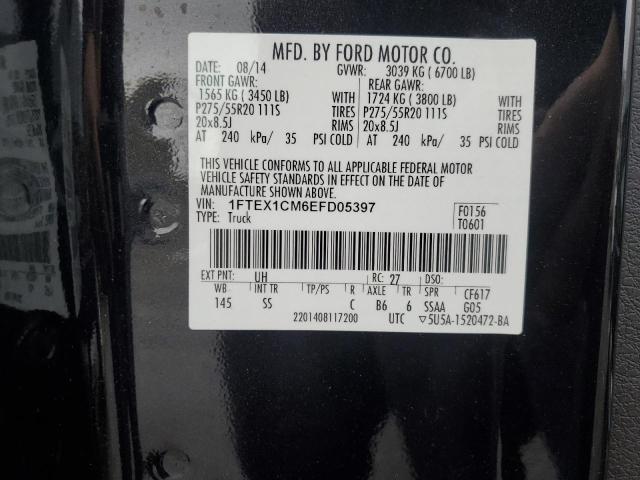 MFD. BY FORD MOTOR CO.
DATE: 08/14 GVWR: 3039 KG ( 6700 LB)
FRONT GAWR: REAR GAWR:
1565 KG ( 3450 LB) WITH 1724 KG ( 3800 LB) WITH
P275/55R20 111S TIRES P275/55R20 111S TIRES
20x8.5J RIMS 20x8.5J RIMS
AT 240 kPa/ 35 PSI COLD AT 240 kPa/ 35 PSI COLD
THIS VEHICLE CONFORMS TO ALL APPLICABLE FEDERAL MOTOR
VEHICLE SAFETY STANDARDS IN EFFECT ON THE DATE OF
MANUFACTURE SHOWN ABOVE.
VIN: 1FTEX1CM6EFD05397 F0156
TYPE: Truck T0601
EXT PNT: UH RC: 27 DSO:
WB INT TR TP/PS R AXLE TR SPR CF617
145 SS C B6 6 SSAA G05
2201408117200 UTC ▽5U5A-1520472-BA